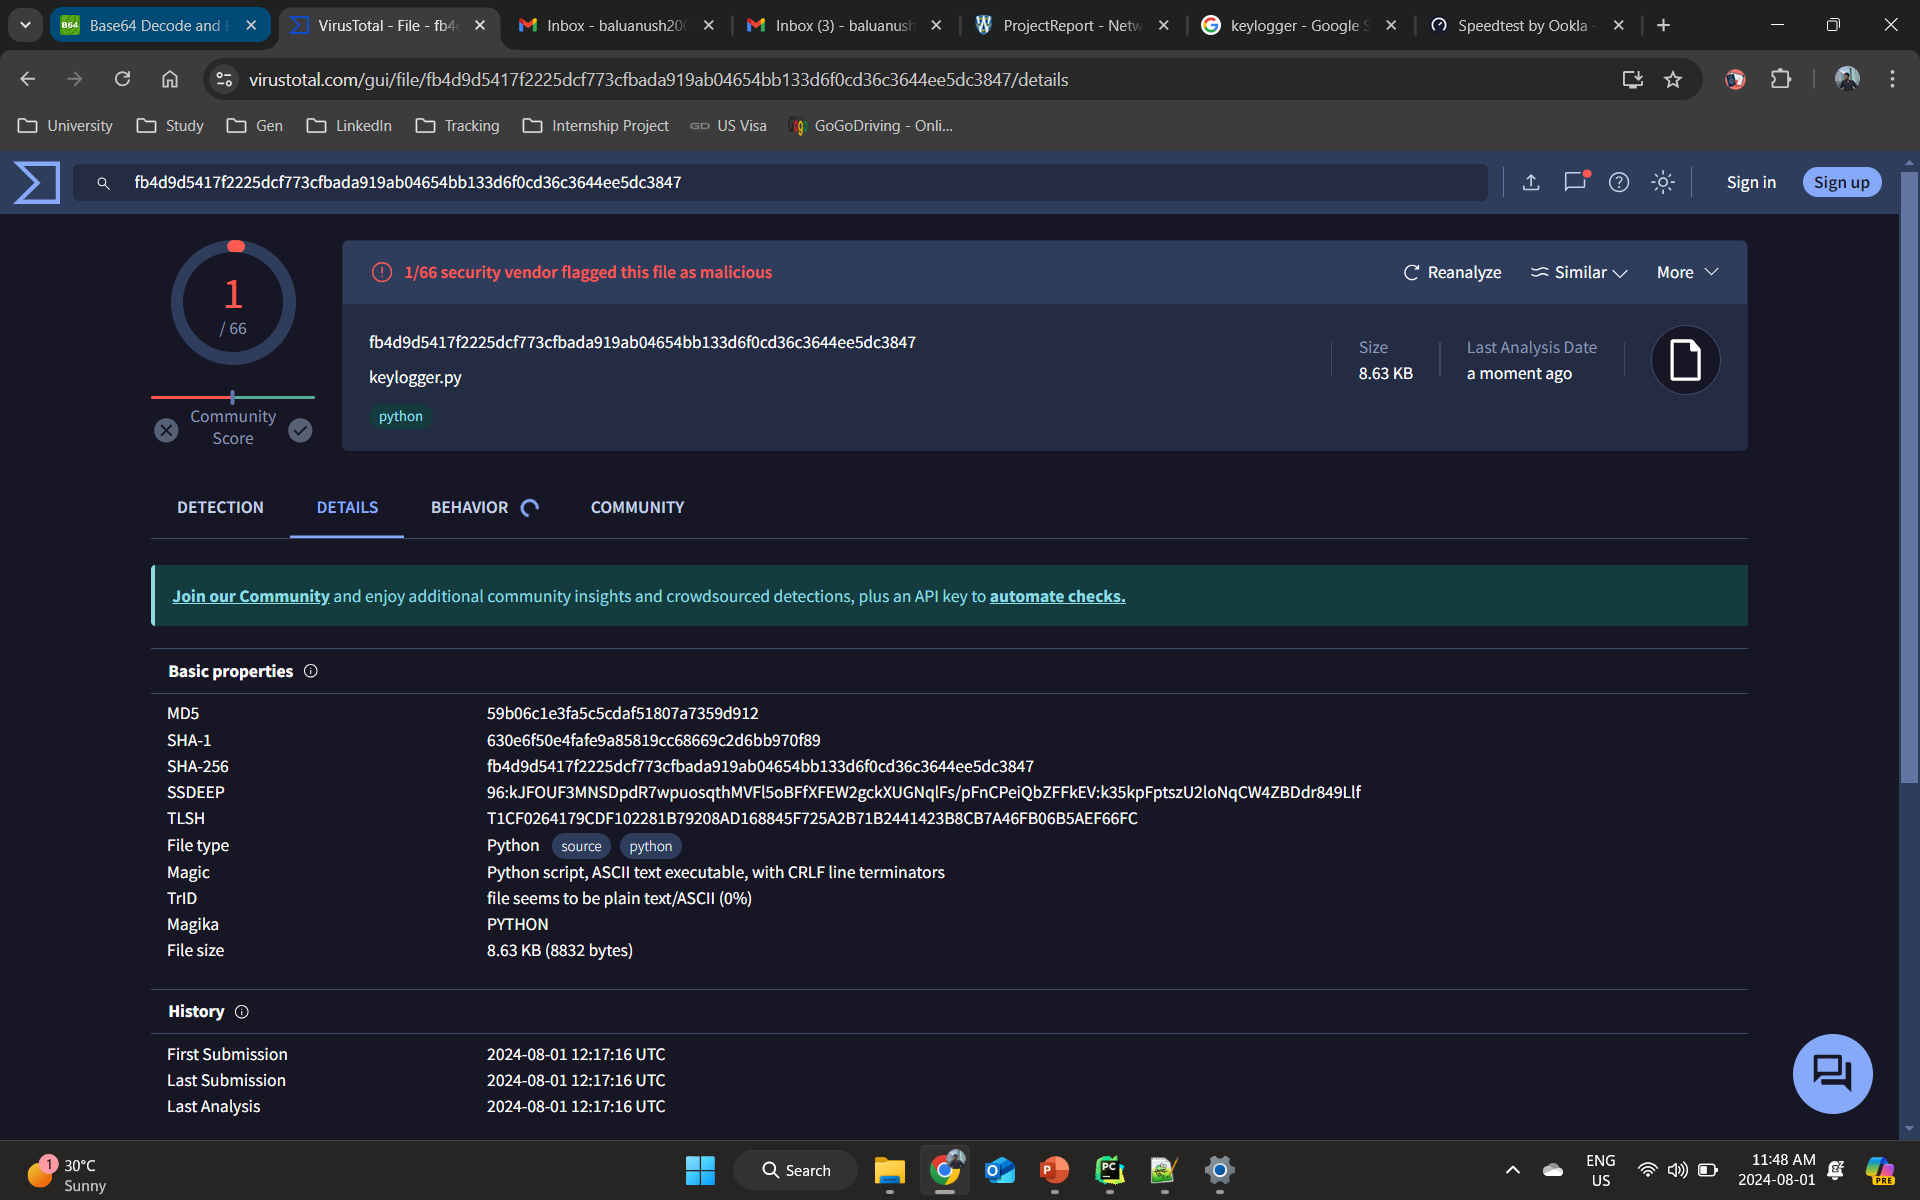 B64 Base64 Decode and E
VirusTotal - File - fb4
Inbox - baluanush20
Inbox (3) - baluanush
ProjectReport - Netw
keylogger - Google S
Speedtest by Ookla -
virustotal.com/gui/file/fb4d9d5417f2225dcf773cfbada919ab04654bb133d6f0cd36c3644ee5dc3847/details
University
Study
Gen
LinkedIn
Tracking
Internship Project
GD US Visa
GoGoDriving - Onli...
fb4d9d5417f2225dcf773cfbada919ab04654bb133d6f0cd36c3644ee5dc3847
Sign in
Sign up
1
/ 66
Community
Score
1/66 security vendor flagged this file as malicious
Reanalyze
Similar
More
fb4d9d5417f2225dcf773cfbada919ab04654bb133d6f0cd36c3644ee5dc3847
keylogger.py
python
Size
8.63 KB
Last Analysis Date
a moment ago
DETECTION
DETAILS
BEHAVIOR
COMMUNITY
Join our Community and enjoy additional community insights and crowdsourced detections, plus an API key to automate checks.
Basic properties
MD5 59b06c1e3fa5c5cdaf51807a7359d912
SHA-1 630e6f50e4fafe9a85819cc68669c2d6bb970f89
SHA-256 fb4d9d5417f2225dcf773cfbada919ab04654bb133d6f0cd36c3644ee5dc3847
SSDEEP 96:kJFOUF3MNSDpdR7wpuosqthMVFl5oBFfXFEW2gckXUGNqlFs/pFnCPeiQbZFFkEV:k35kpFptszU2loNqCW4ZBDdr849Llf
TLSH T1CF0264179CDF102281B79208AD168845F725A2B71B2441423B8CB7A46FB06B5AEF66FC
File type Python source python
Magic Python script, ASCII text executable, with CRLF line terminators
TrID file seems to be plain text/ASCII (0%)
Magika PYTHON
File size 8.63 KB (8832 bytes)
History
First Submission 2024-08-01 12:17:16 UTC
Last Submission 2024-08-01 12:17:16 UTC
Last Analysis 2024-08-01 12:17:16 UTC
1
30°C
Sunny
Search
ENG
US
11:48 AM
2024-08-01
PRE